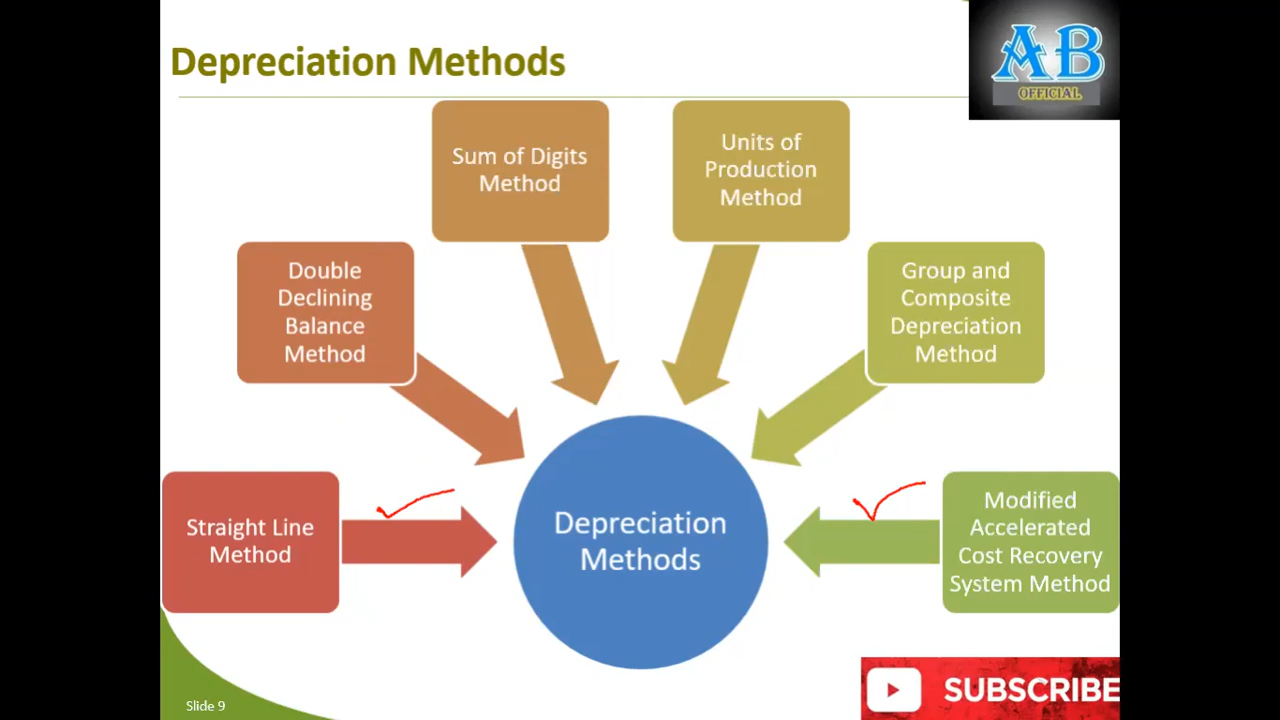 Depreciation Methods
AB
OFFICIAL
Sum of Digits
Method
Units of
Production
Method
Double
Declining
Balance
Method
Group and
Composite
Depreciation
Method
Straight Line
Method
Depreciation
Methods
Modified
Accelerated
Cost Recovery
System Method
Slide 9
SUBSCRIBE